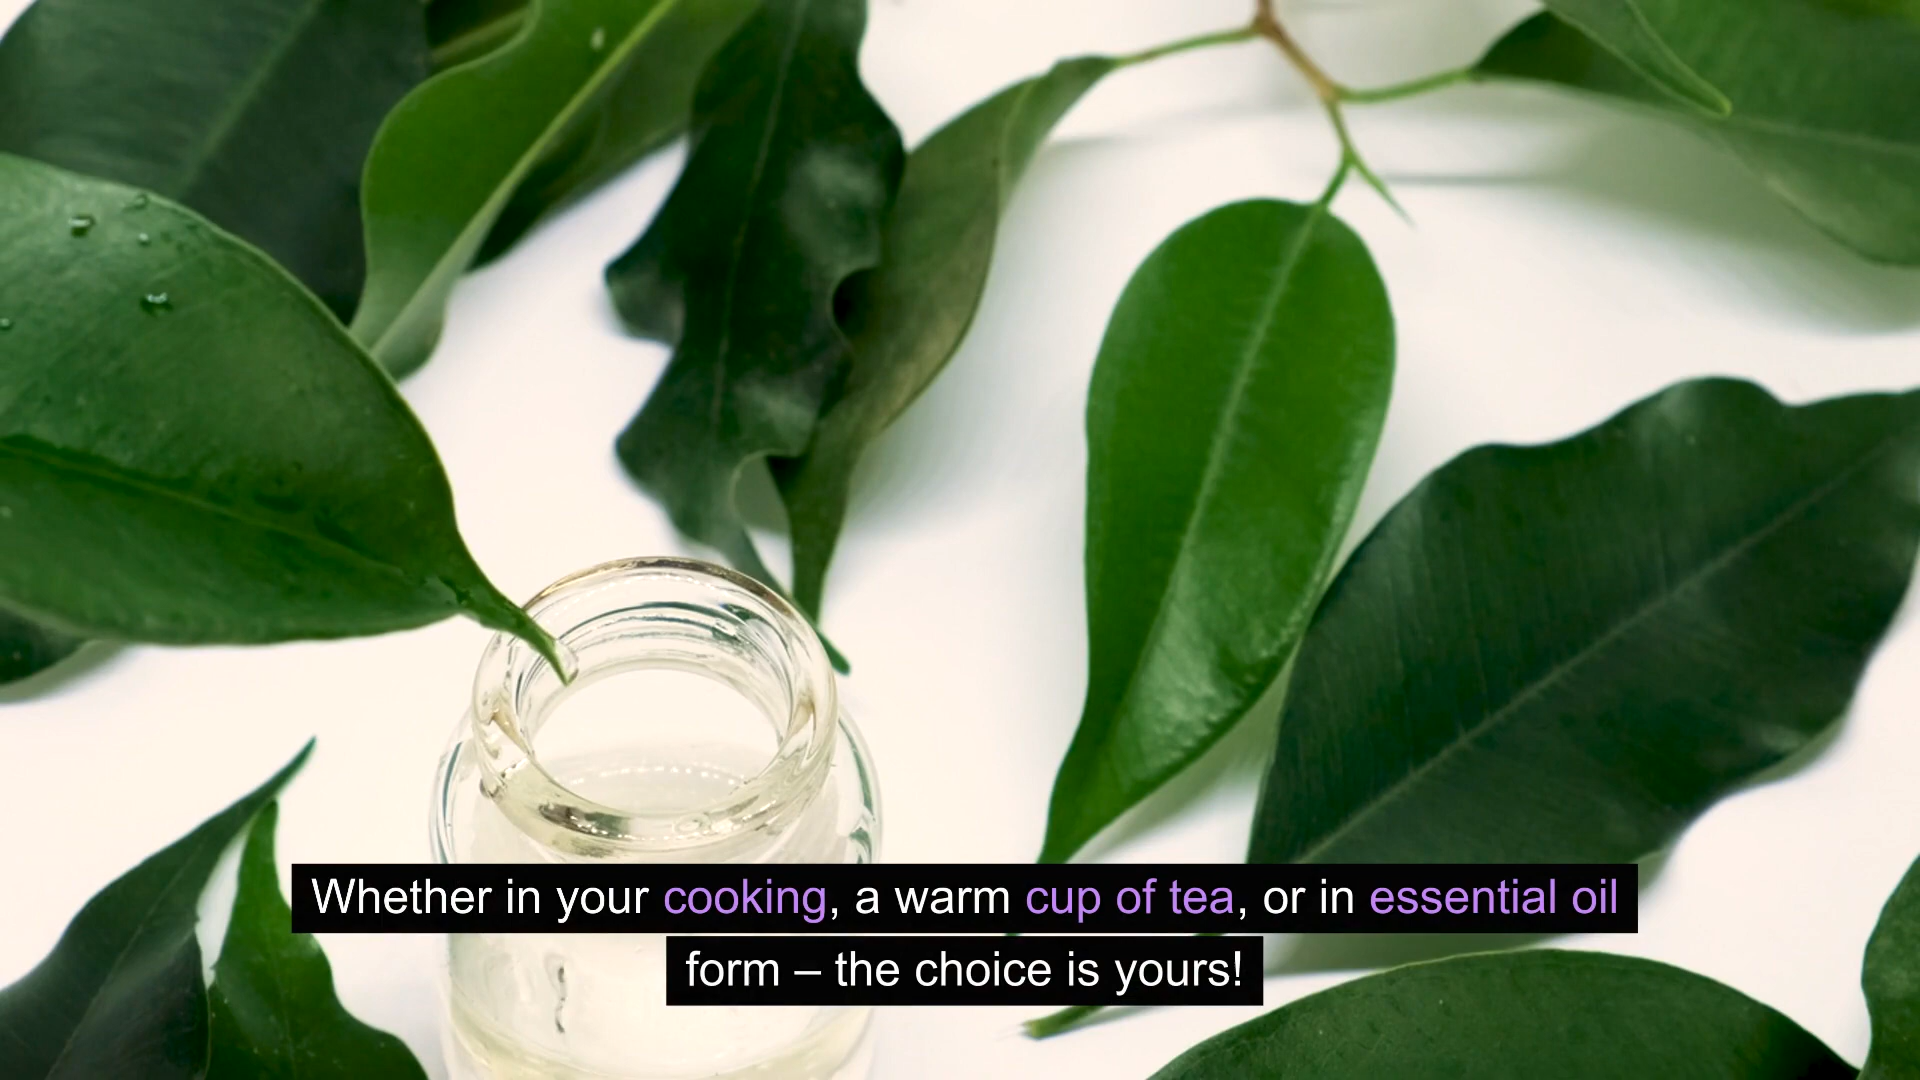 Whether in your cooking, a warm cup of tea, or in essential oil
form – the choice is yours!